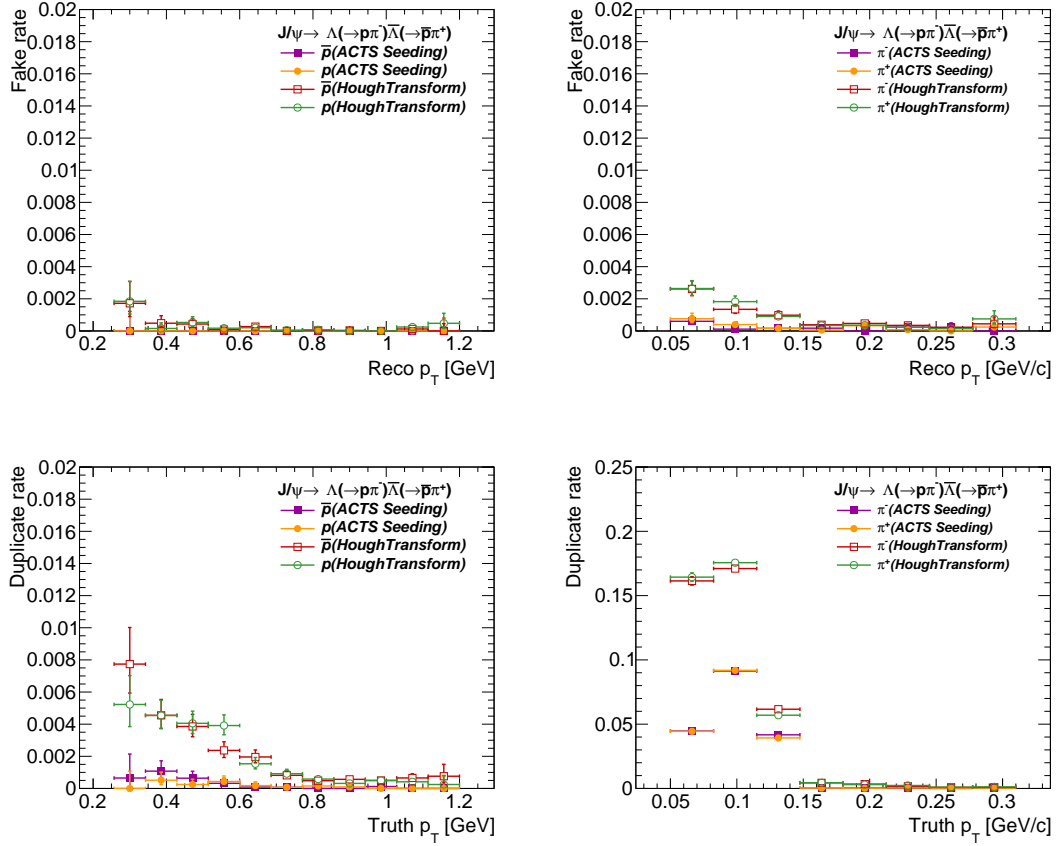 0.02
0.018
0.016
0.014
0.012
0.01
0.008
0.006
0.004
0.002
0
Fake rate
J/ψ→ Λ(→pπ⁻)Λ̅(→p̅π⁺)
p̅(ACTS Seeding)
p(ACTS Seeding)
p̅(HoughTransform)
p(HoughTransform)
0.2 0.4 0.6 0.8 1 1.2
Reco p_T [GeV]
0.02
0.018
0.016
0.014
0.012
0.01
0.008
0.006
0.004
0.002
0
Fake rate
J/ψ→ Λ(→pπ⁻)Λ̅(→p̅π⁺)
π⁻(ACTS Seeding)
π⁺(ACTS Seeding)
π⁻(HoughTransform)
π⁺(HoughTransform)
0.05 0.1 0.15 0.2 0.25 0.3
Reco p_T [GeV/c]
0.02
0.018
0.016
0.014
0.012
0.01
0.008
0.006
0.004
0.002
0
Duplicate rate
J/ψ→ Λ(→pπ⁻)Λ̅(→p̅π⁺)
p̅(ACTS Seeding)
p(ACTS Seeding)
p̅(HoughTransform)
p(HoughTransform)
0.2 0.4 0.6 0.8 1 1.2
Truth p_T [GeV]
0.25
0.2
0.15
0.1
0.05
0
Duplicate rate
J/ψ→ Λ(→pπ⁻)Λ̅(→p̅π⁺)
π⁻(ACTS Seeding)
π⁺(ACTS Seeding)
π⁻(HoughTransform)
π⁺(HoughTransform)
0.05 0.1 0.15 0.2 0.25 0.3
Truth p_T [GeV/c]